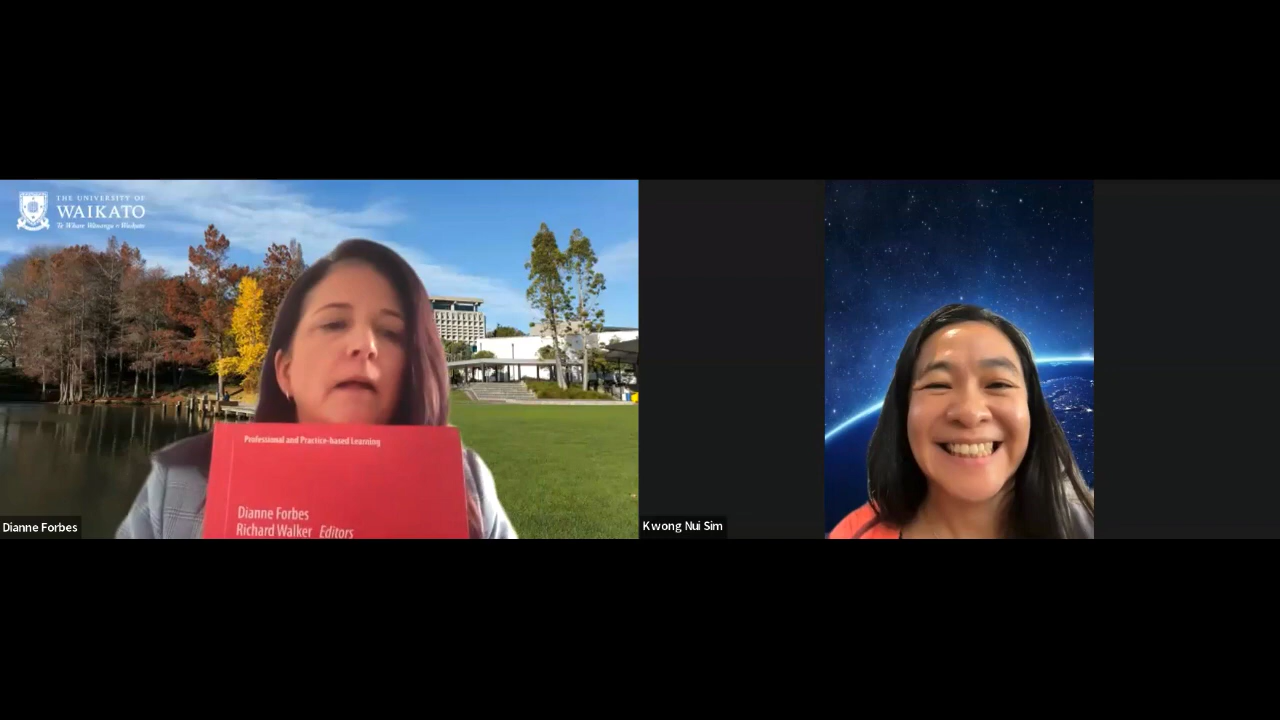 THE UNIVERSITY OF
WAIKATO
Te Whare Wānanga o Waikato
Professional and Practice-based Learning
Dianne Forbes
Richard Walker Editors
Dianne Forbes
Kwong Nui Sim